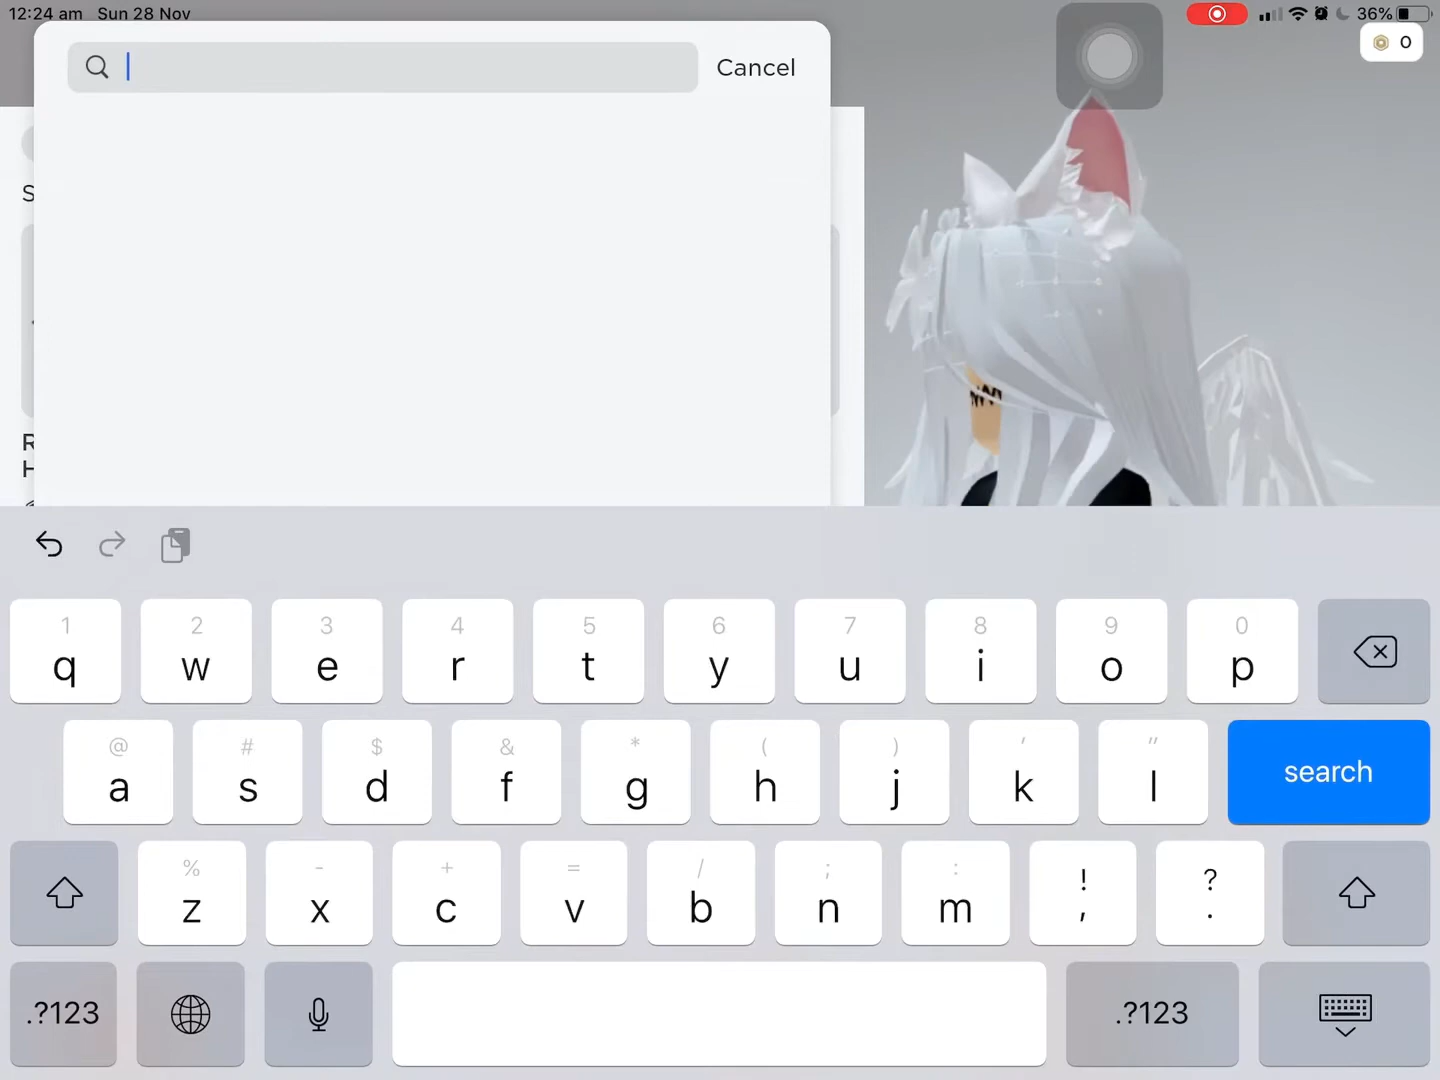 12:24 am Sun 28 Nov
36%
0
Cancel
S
R
H
1 2 3 4 5 6 7 8 9 0
q w e r t y u i o p
@ # $ & * ( ) ' "
a s d f g h j k l search
% - + = / ; : ! ?
z x c v b n m , .
.?123 .?123